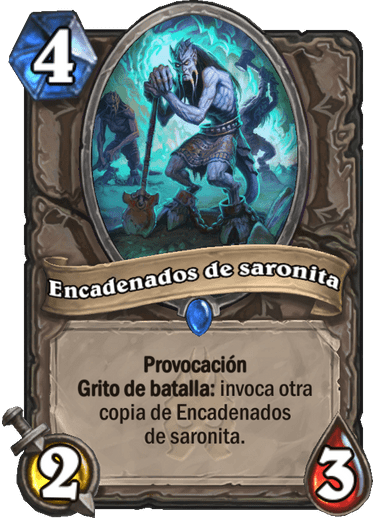 4
Encadenados de saronita
Provocación
Grito de batalla: invoca otra
copia de Encadenados
de saronita.
2
3